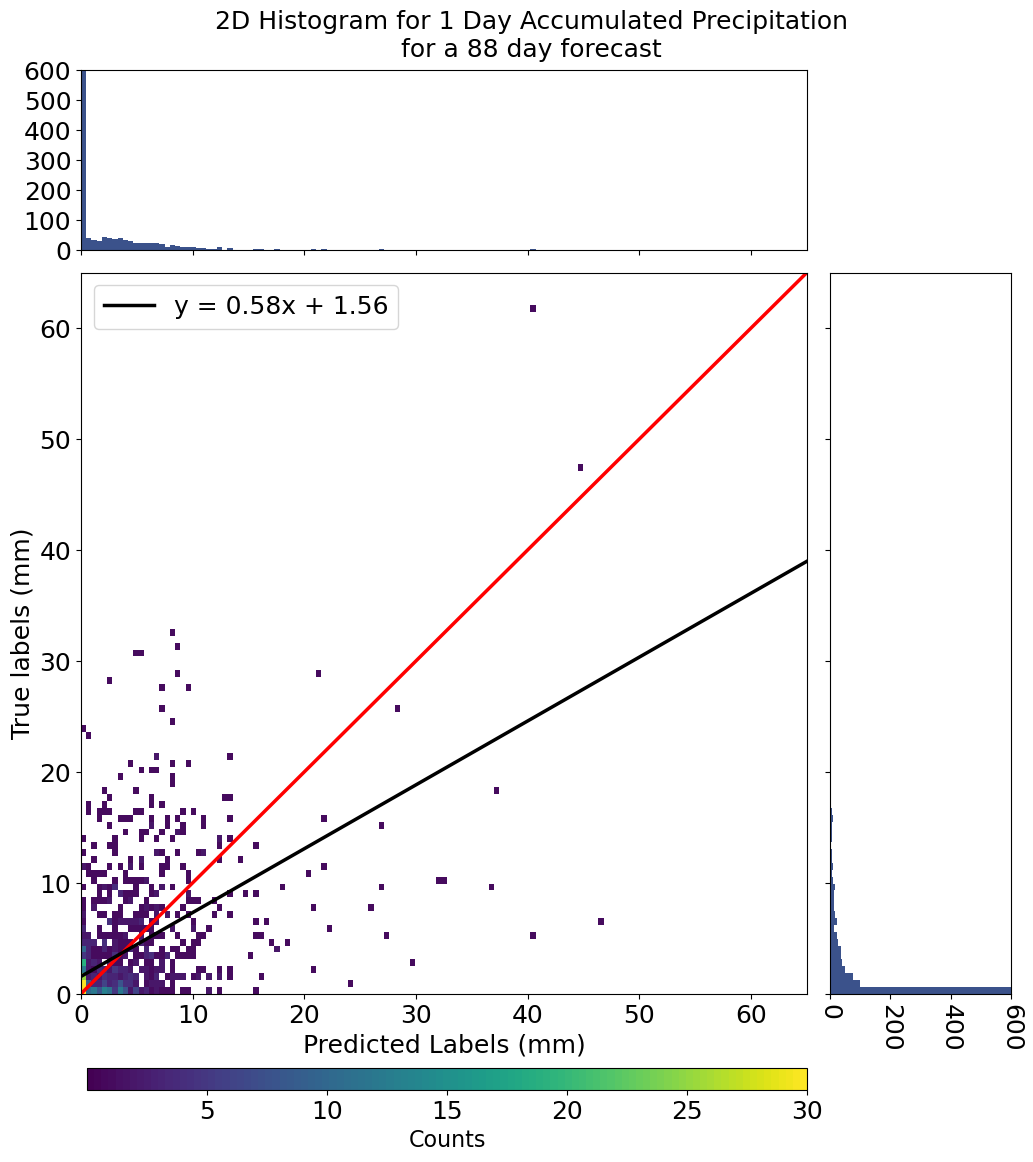 2D Histogram for 1 Day Accumulated Precipitation
for a 88 day forecast
600
500
400
300
200
100
0
y = 0.58x + 1.56
60
50
40
30
20
10
0
True labels (mm)
0 10 20 30 40 50 60
Predicted Labels (mm)
0 200 400 600
5 10 15 20 25 30
Counts